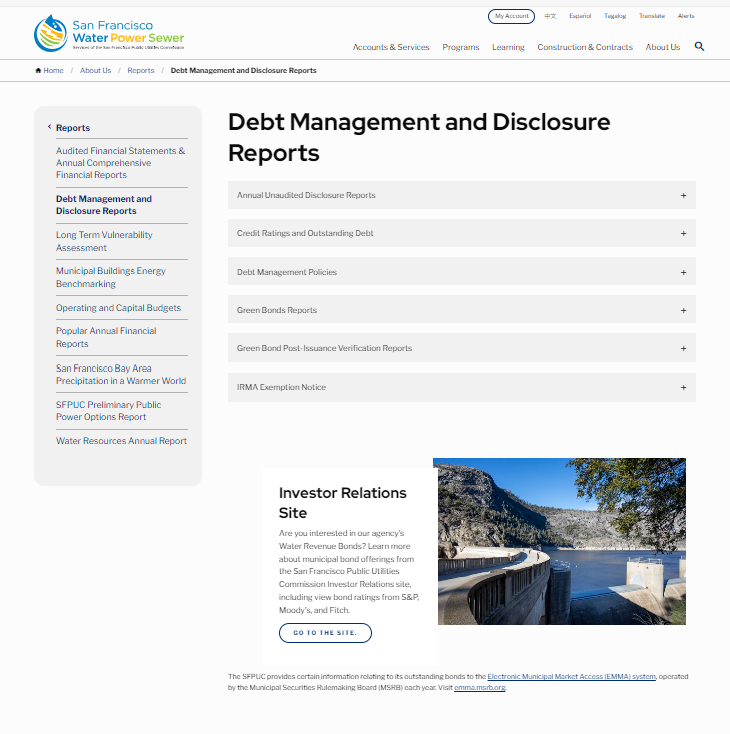 My Account 中文 Español Tagalog Translate Alerts
San Francisco
Water Power Sewer
Services of the San Francisco Public Utilities Commission
Accounts & Services Programs Learning Construction & Contracts About Us
Home / About Us / Reports / Debt Management and Disclosure Reports
Reports
Audited Financial Statements &
Annual Comprehensive
Financial Reports
Debt Management and
Disclosure Reports
Long Term Vulnerability
Assessment
Municipal Buildings Energy
Benchmarking
Operating and Capital Budgets
Popular Annual Financial
Reports
San Francisco Bay Area
Precipitation in a Warmer World
SFPUC Preliminary Public
Power Options Report
Water Resources Annual Report
Debt Management and Disclosure
Reports
Annual Unaudited Disclosure Reports +
Credit Ratings and Outstanding Debt +
Debt Management Policies +
Green Bonds Reports +
Green Bond Post-Issuance Verification Reports +
IRMA Exemption Notice +
Investor Relations
Site
Are you interested in our agency's
Water Revenue Bonds? Learn more
about municipal bond offerings from
the San Francisco Public Utilities
Commission Investor Relations site,
including view bond ratings from S&P,
Moody's, and Fitch.
GO TO THE SITE.
The SFPUC provides certain information relating to its outstanding bonds to the Electronic Municipal Market Access (EMMA) system, operated
by the Municipal Securities Rulemaking Board (MSRB) each year. Visit emma.msrb.org.